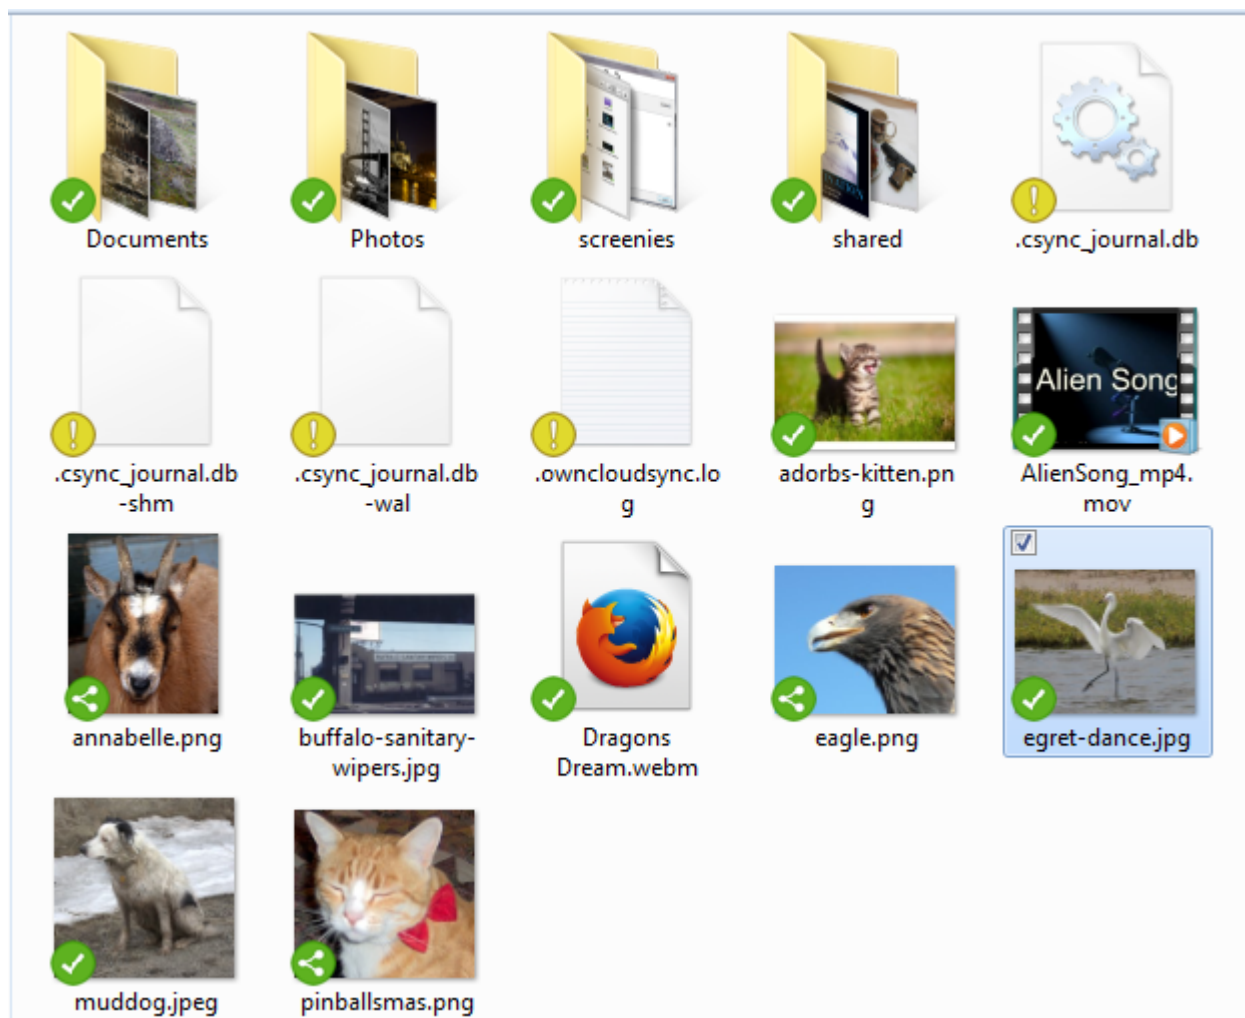 Documents
Photos
screenies
shared
.csync_journal.db
.csync_journal.db
-shm
.csync_journal.db
-wal
.owncloudsync.lo
g
adorbs-kitten.pn
g
Alien Song
AlienSong_mp4.
mov
annabelle.png
buffalo-sanitary-
wipers.jpg
Dragons
Dream.webm
eagle.png
egret-dance.jpg
muddog.jpeg
pinballsmas.png